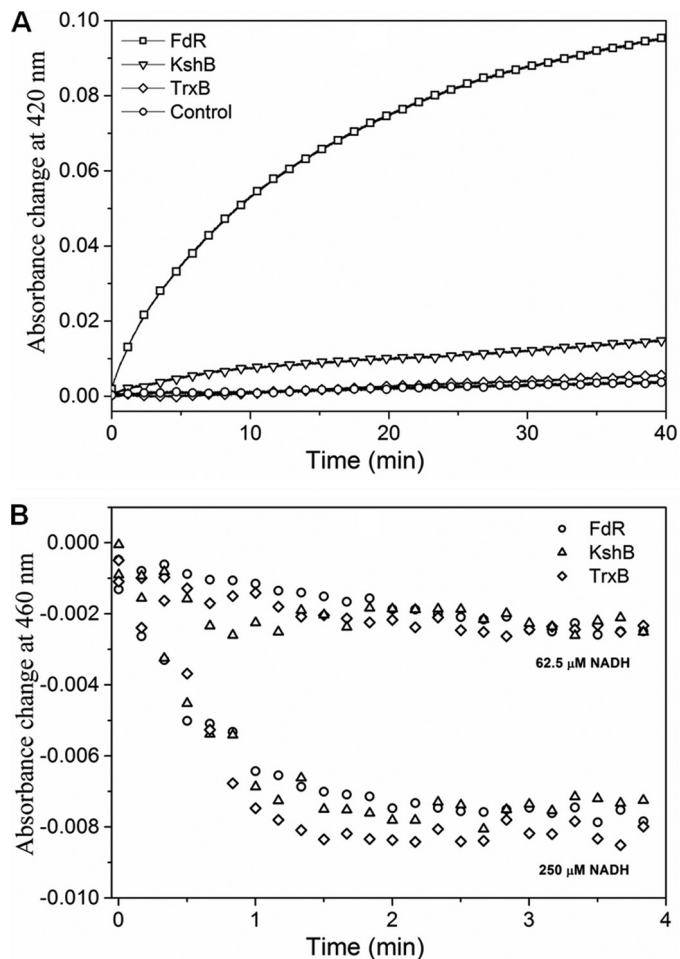 A
Absorbance change at 420 nm
0.10
0.08
0.06
0.04
0.02
0.00
FdR
KshB
TrxB
Control
0 10 20 30 40
Time (min)
B
Absorbance change at 460 nm
0.000
-0.002
-0.004
-0.006
-0.008
-0.010
FdR
KshB
TrxB
62.5 μM NADH
250 μM NADH
0 1 2 3 4
Time (min)